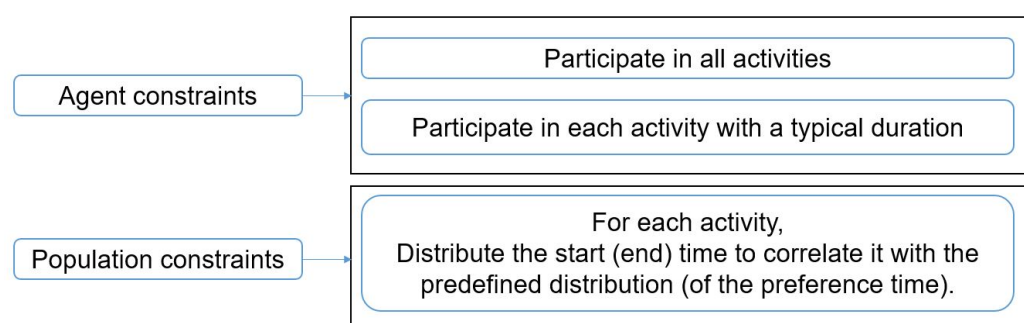 Agent constraints
Participate in all activities
Participate in each activity with a typical duration
Population constraints
For each activity,
Distribute the start (end) time to correlate it with the
predefined distribution (of the preference time).